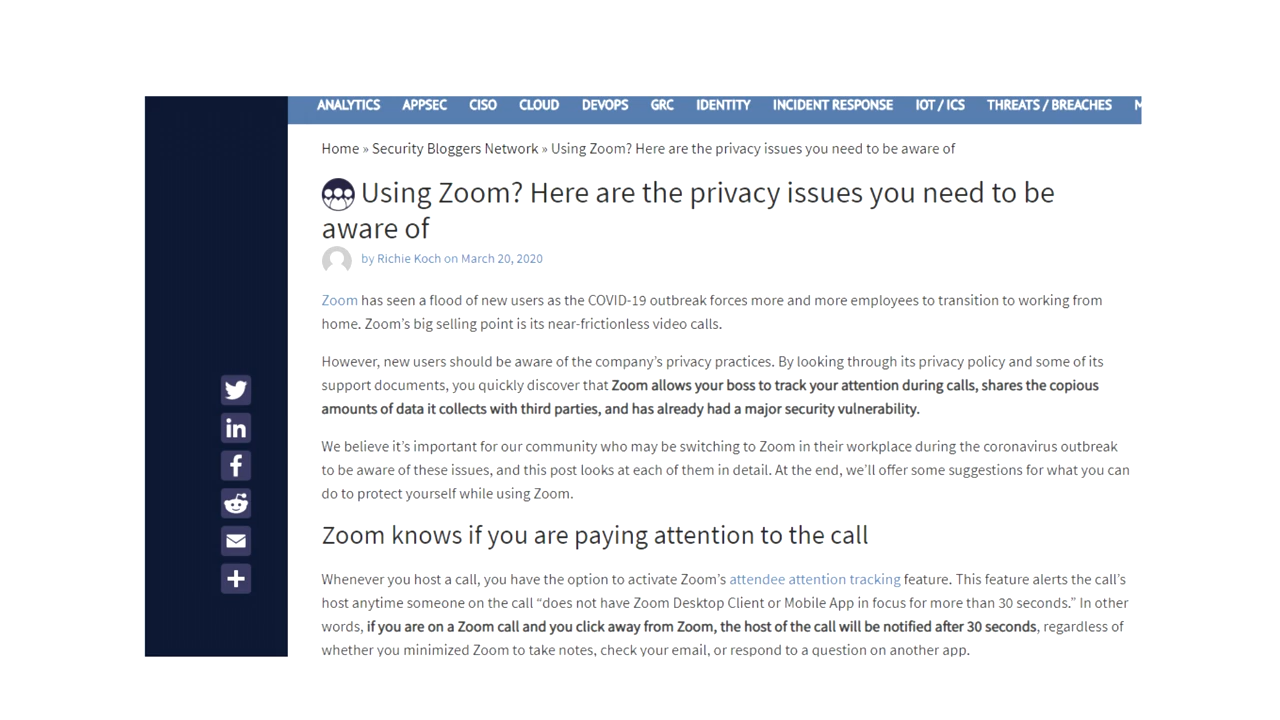 ANALYTICS APPSEC CISO CLOUD DEVOPS GRC IDENTITY INCIDENT RESPONSE IOT / ICS THREATS / BREACHES
Home » Security Bloggers Network » Using Zoom? Here are the privacy issues you need to be aware of
Using Zoom? Here are the privacy issues you need to be
aware of
by Richie Koch on March 20, 2020
Zoom has seen a flood of new users as the COVID-19 outbreak forces more and more employees to transition to working from
home. Zoom’s big selling point is its near-frictionless video calls.
However, new users should be aware of the company’s privacy practices. By looking through its privacy policy and some of its
support documents, you quickly discover that Zoom allows your boss to track your attention during calls, shares the copious
amounts of data it collects with third parties, and has already had a major security vulnerability.
We believe it’s important for our community who may be switching to Zoom in their workplace during the coronavirus outbreak
to be aware of these issues, and this post looks at each of them in detail. At the end, we’ll offer some suggestions for what you can
do to protect yourself while using Zoom.
Zoom knows if you are paying attention to the call
Whenever you host a call, you have the option to activate Zoom’s attendee attention tracking feature. This feature alerts the call’s
host anytime someone on the call “does not have Zoom Desktop Client or Mobile App in focus for more than 30 seconds.” In other
words, if you are on a Zoom call and you click away from Zoom, the host of the call will be notified after 30 seconds, regardless of
whether you minimized Zoom to take notes, check your email, or respond to a question on another app.